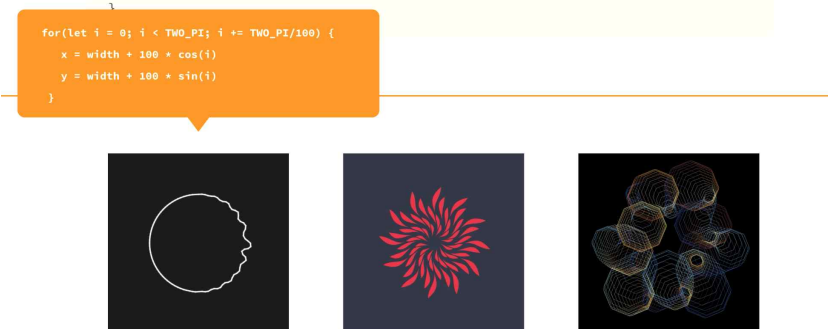 }
for(let i = 0; i < TWO_PI; i += TWO_PI/100) {
x = width + 100 * cos(i)
y = width + 100 * sin(i)
}